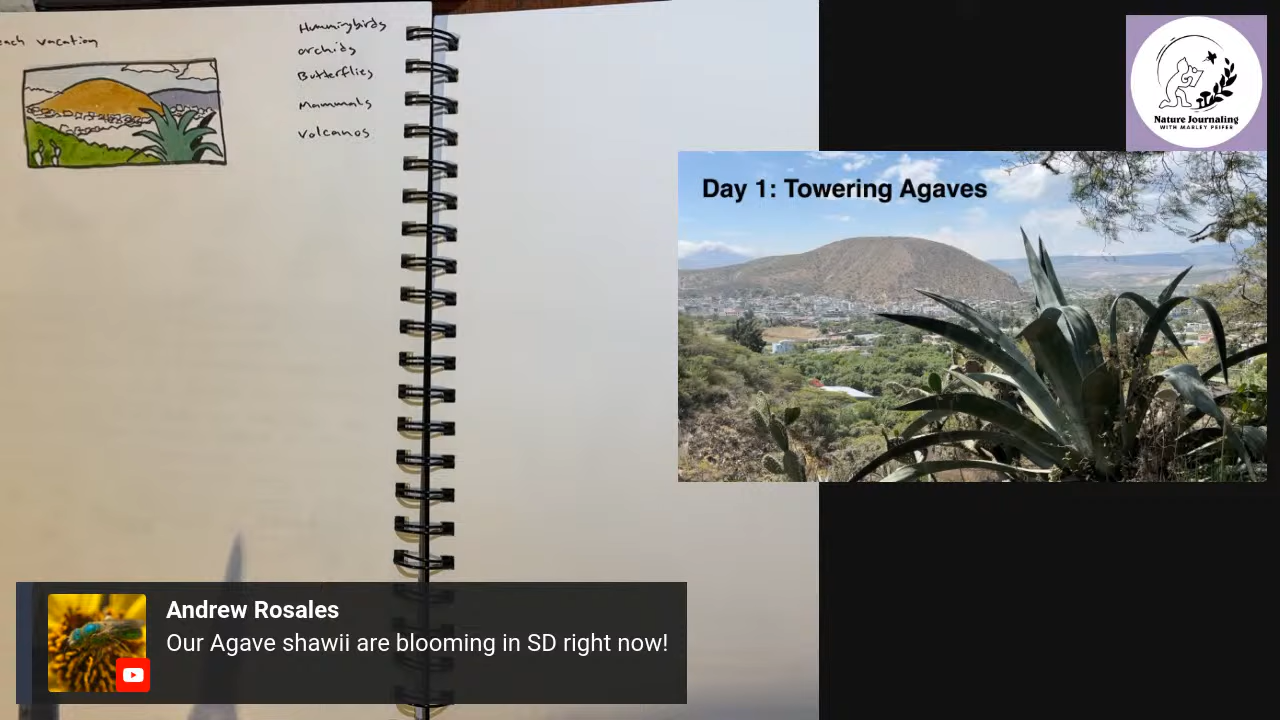 each vacation
Hummingbirds
orchids
Butterflies
Mammals
volcanos
Nature Journaling
WITH MARLEY PEIFER
Day 1: Towering Agaves
Andrew Rosales
Our Agave shawii are blooming in SD right now!